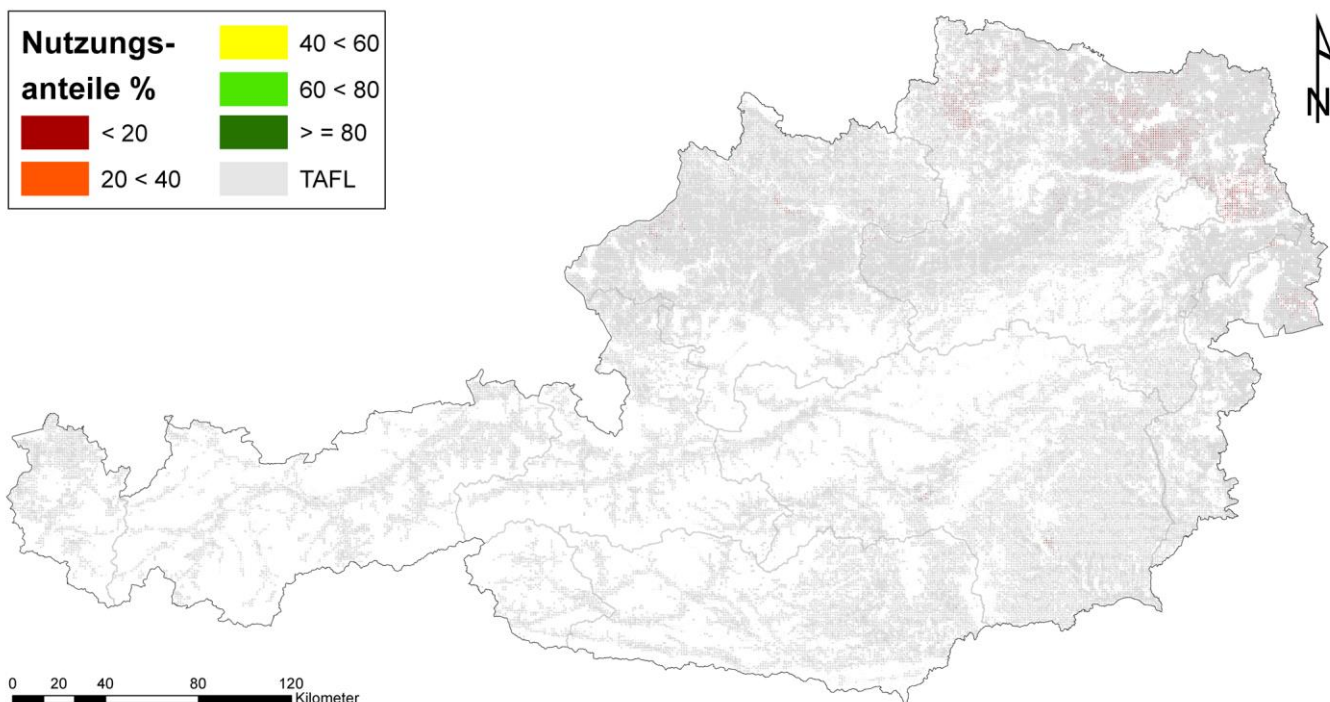 Nutzungs-
anteile %
< 20
20 < 40
40 < 60
60 < 80
> = 80
TAFL
N
0 20 40 80 120
Kilometer